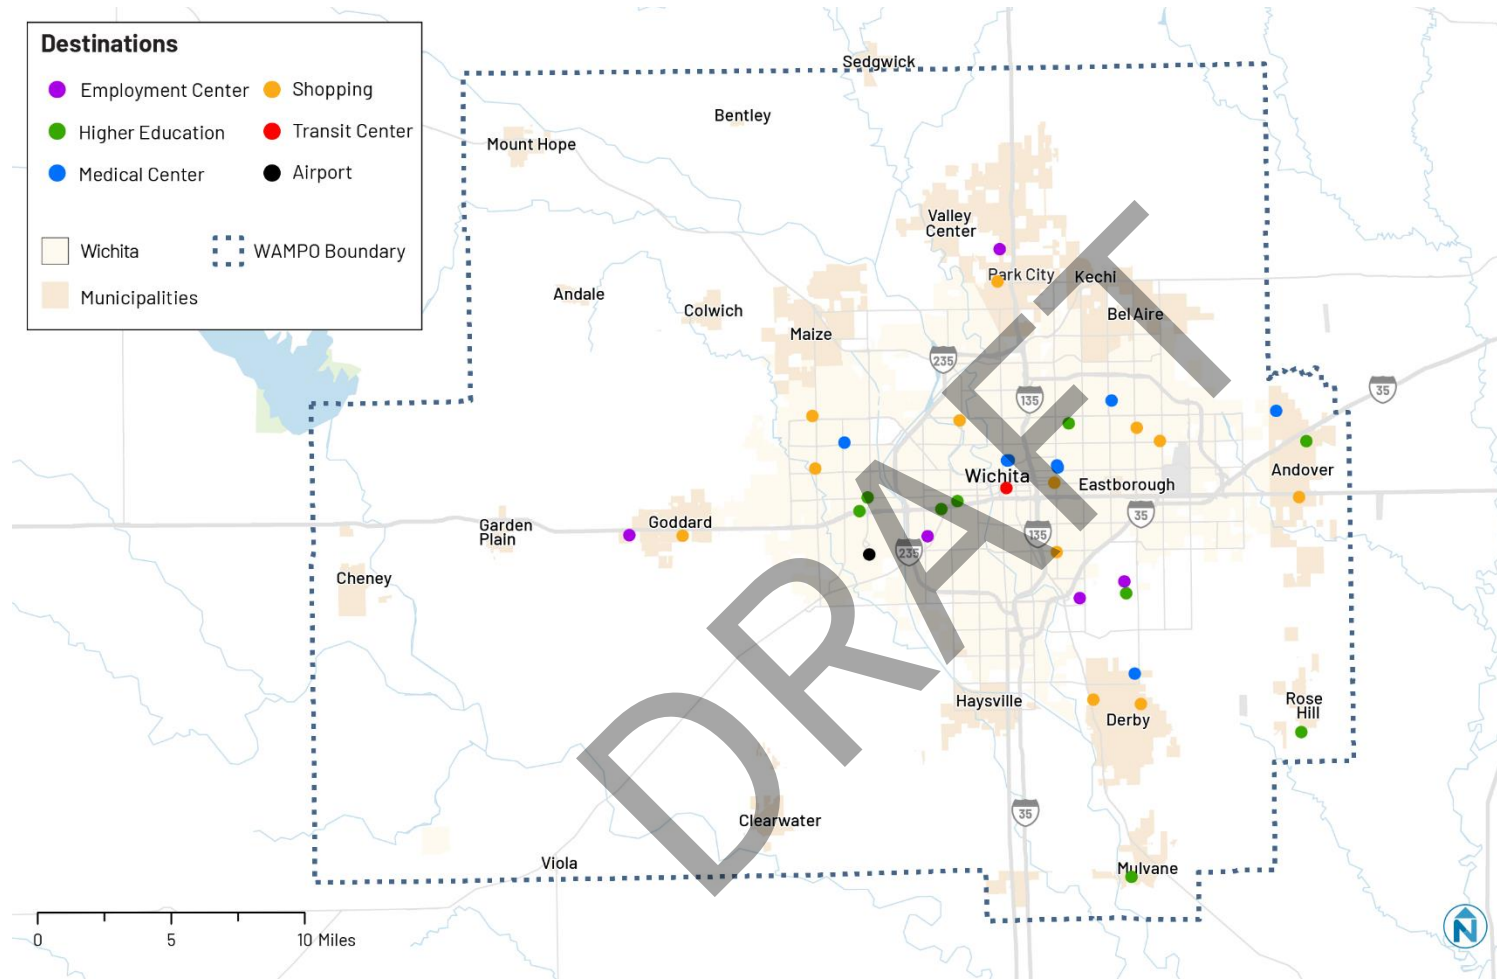 Destinations
Employment Center
Shopping
Higher Education
Transit Center
Medical Center
Airport
Wichita
WAMPO Boundary
Municipalities
Sedgwick
Bentley
Mount Hope
Valley
Center
Park City
Kechi
Andale
Colwich
Bel Aire
Maize
235
135
35
Wichita
Eastborough
Andover
Garden
Plain
Goddard
35
135
235
Cheney
Haysville
Derby
Rose
Hill
Clearwater
35
Viola
Mulvane
DRAFT
0
5
10 Miles
N